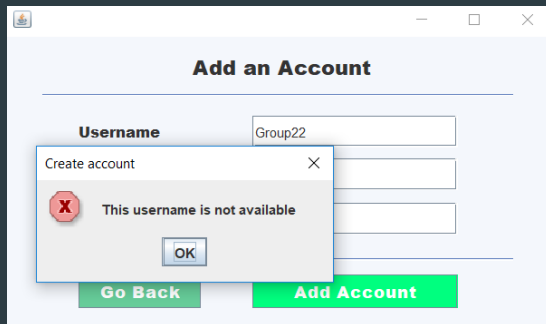 Add an Account
Username
Group22
Create account
X
This username is not available
OK
Go Back
Add Account